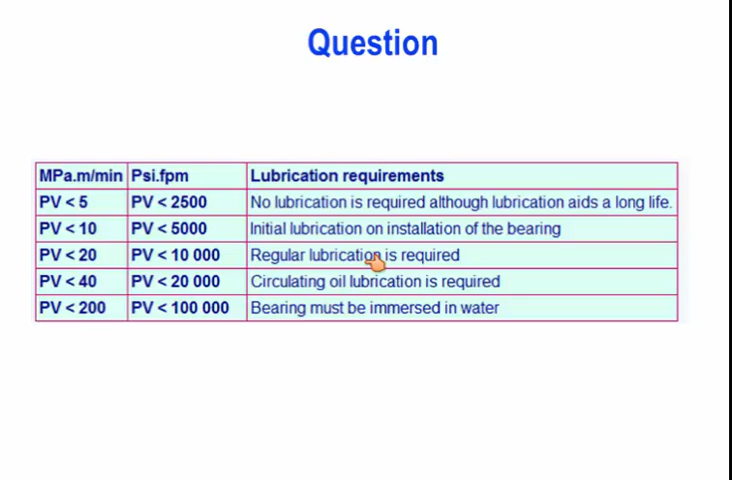 Question
MPa.m/min Psi.fpm Lubrication requirements
PV < 5 PV < 2500 No lubrication is required although lubrication aids a long life.
PV < 10 PV < 5000 Initial lubrication on installation of the bearing
PV < 20 PV < 10 000 Regular lubrication is required
PV < 40 PV < 20 000 Circulating oil lubrication is required
PV < 200 PV < 100 000 Bearing must be immersed in water